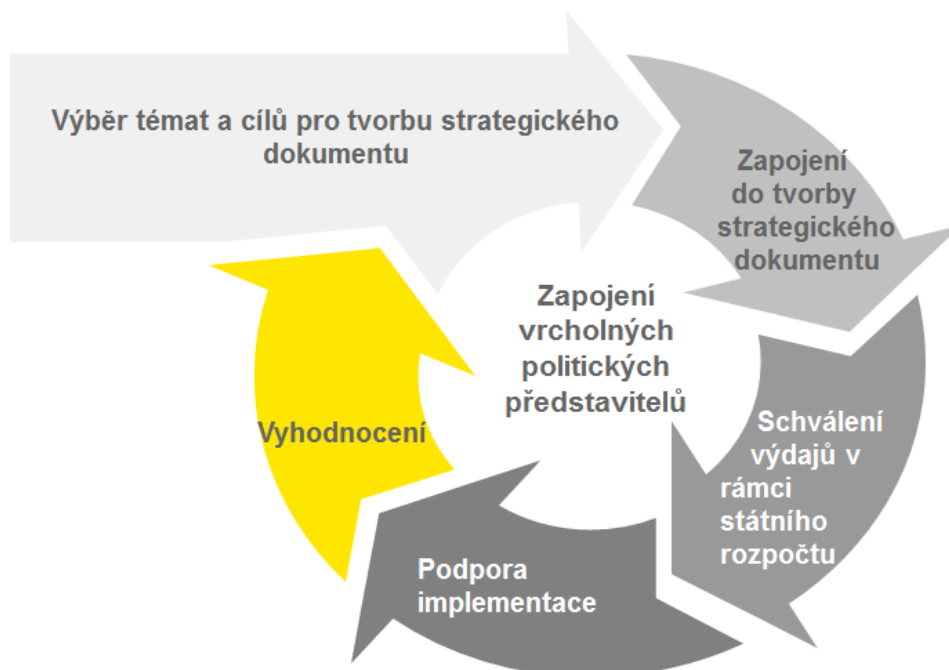 Výběr témat a cílů pro tvorbu strategického
dokumentu
Zapojení
do tvorby
strategického
dokumentu
Zapojení
vrcholných
politických
představitelů
Schválení
výdajů v
rámci
státního
rozpočtu
Podpora
implementace
Vyhodnocení